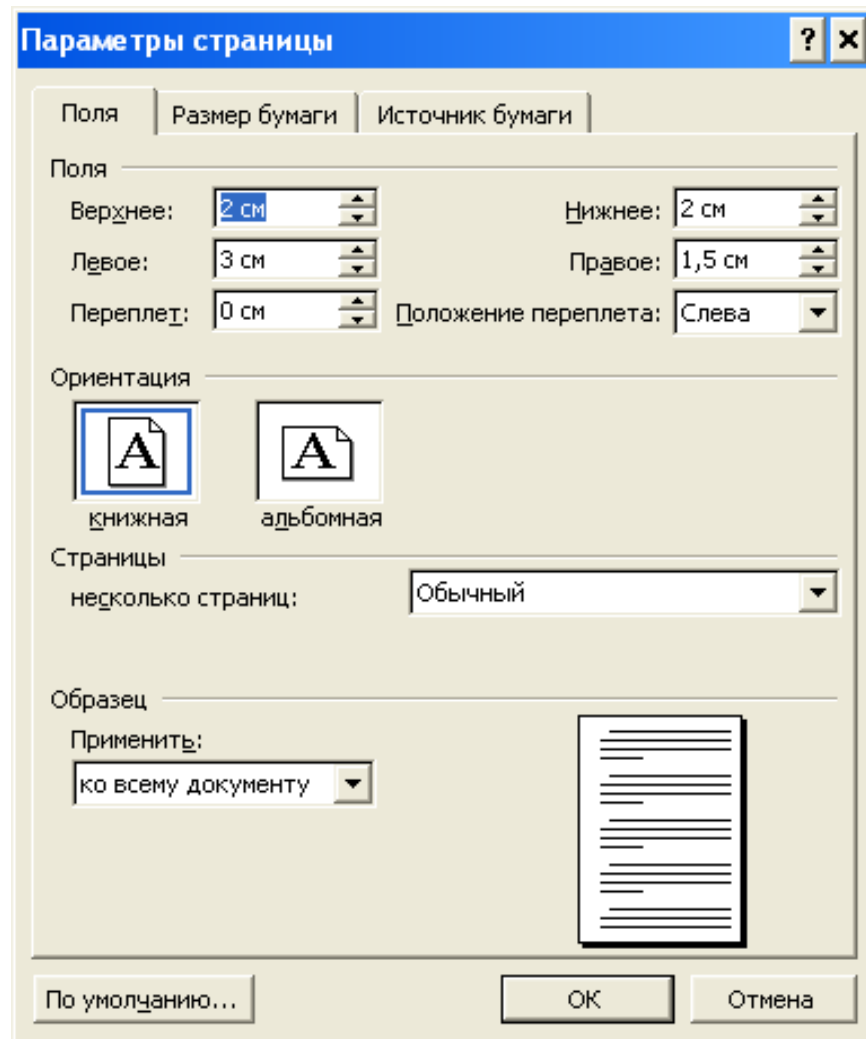 Параметры страницы
Поля Размер бумаги Источник бумаги
Поля
Верхнее: 2 см Нижнее: 2 см
Левое: 3 см Правое: 1,5 см
Переплет: 0 см Положение переплета: Слева
Ориентация
A A
книжная альбомная
Страницы
несколько страниц: Обычный
Образец
Применить:
ко всему документу
По умолчанию... ОК Отмена